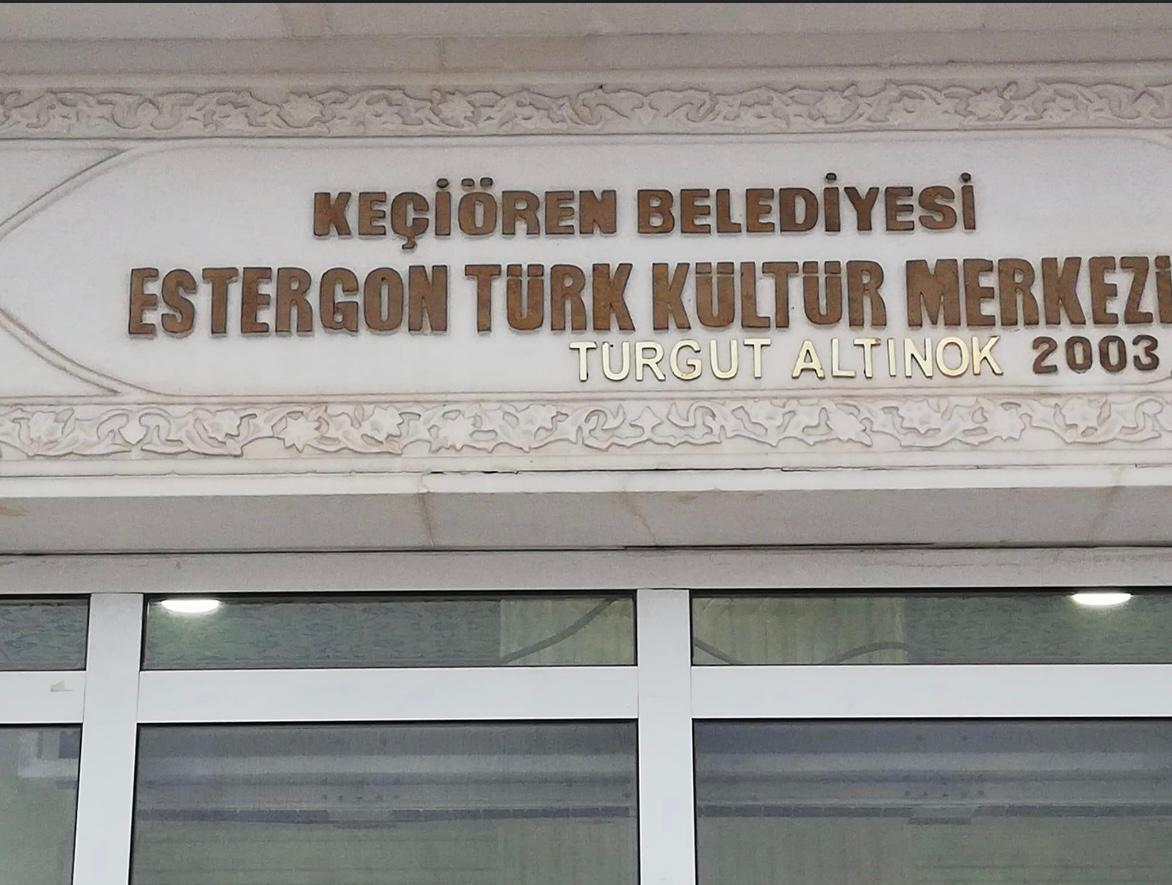 KEÇİÖREN BELEDİYESİ
ESTERGON TÜRK KÜLTÜR MERKEZİ
TURGUT ALTINOK 2003